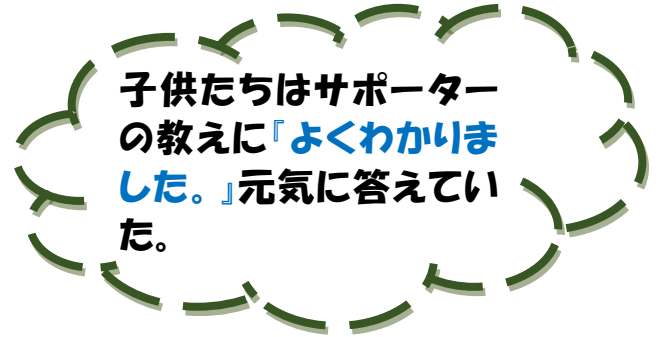 子供たちはサポーター
の教えに『よくわかりま
した。』元気に答えてい
た。